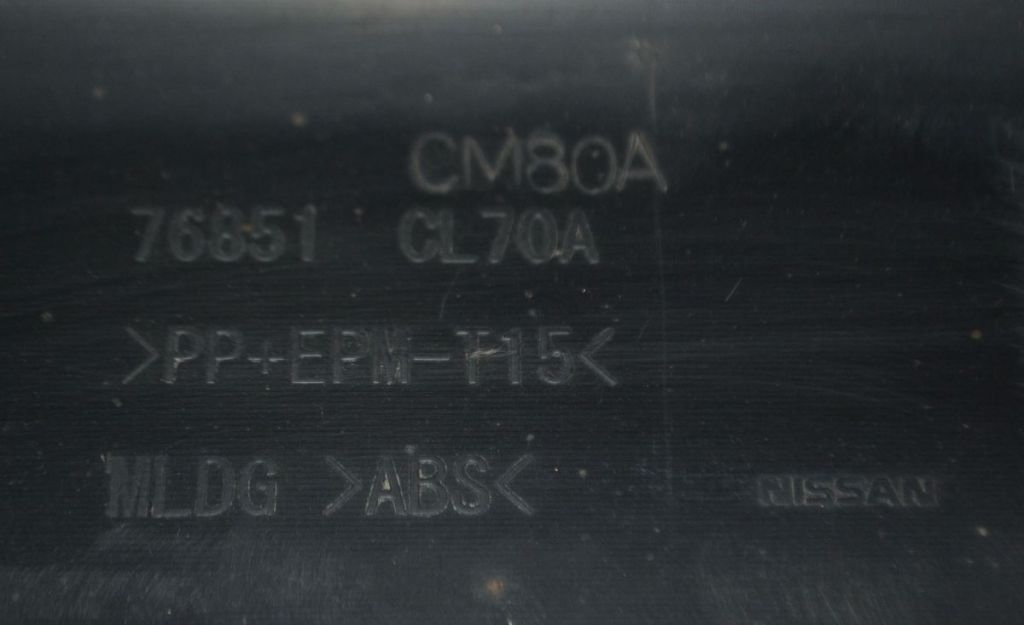 CM80A
76851 CL70A
>PP+EPM-T15<
MLDG >ABS<
NISSAN